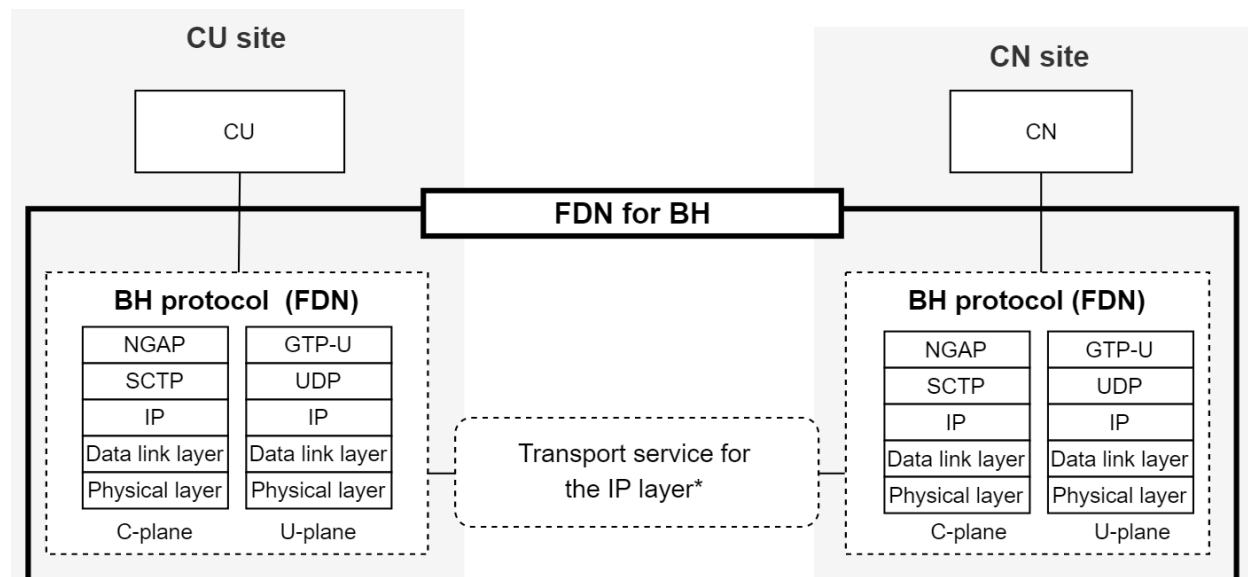 CU site
CN site
CU
CN
FDN for BH
BH protocol (FDN)
NGAP
GTP-U
SCTP
UDP
IP
IP
Data link layer
Data link layer
Physical layer
Physical layer
C-plane
U-plane
Transport service for
the IP layer*
BH protocol (FDN)
NGAP
GTP-U
SCTP
UDP
IP
IP
Data link layer
Data link layer
Physical layer
Physical layer
C-plane
U-plane